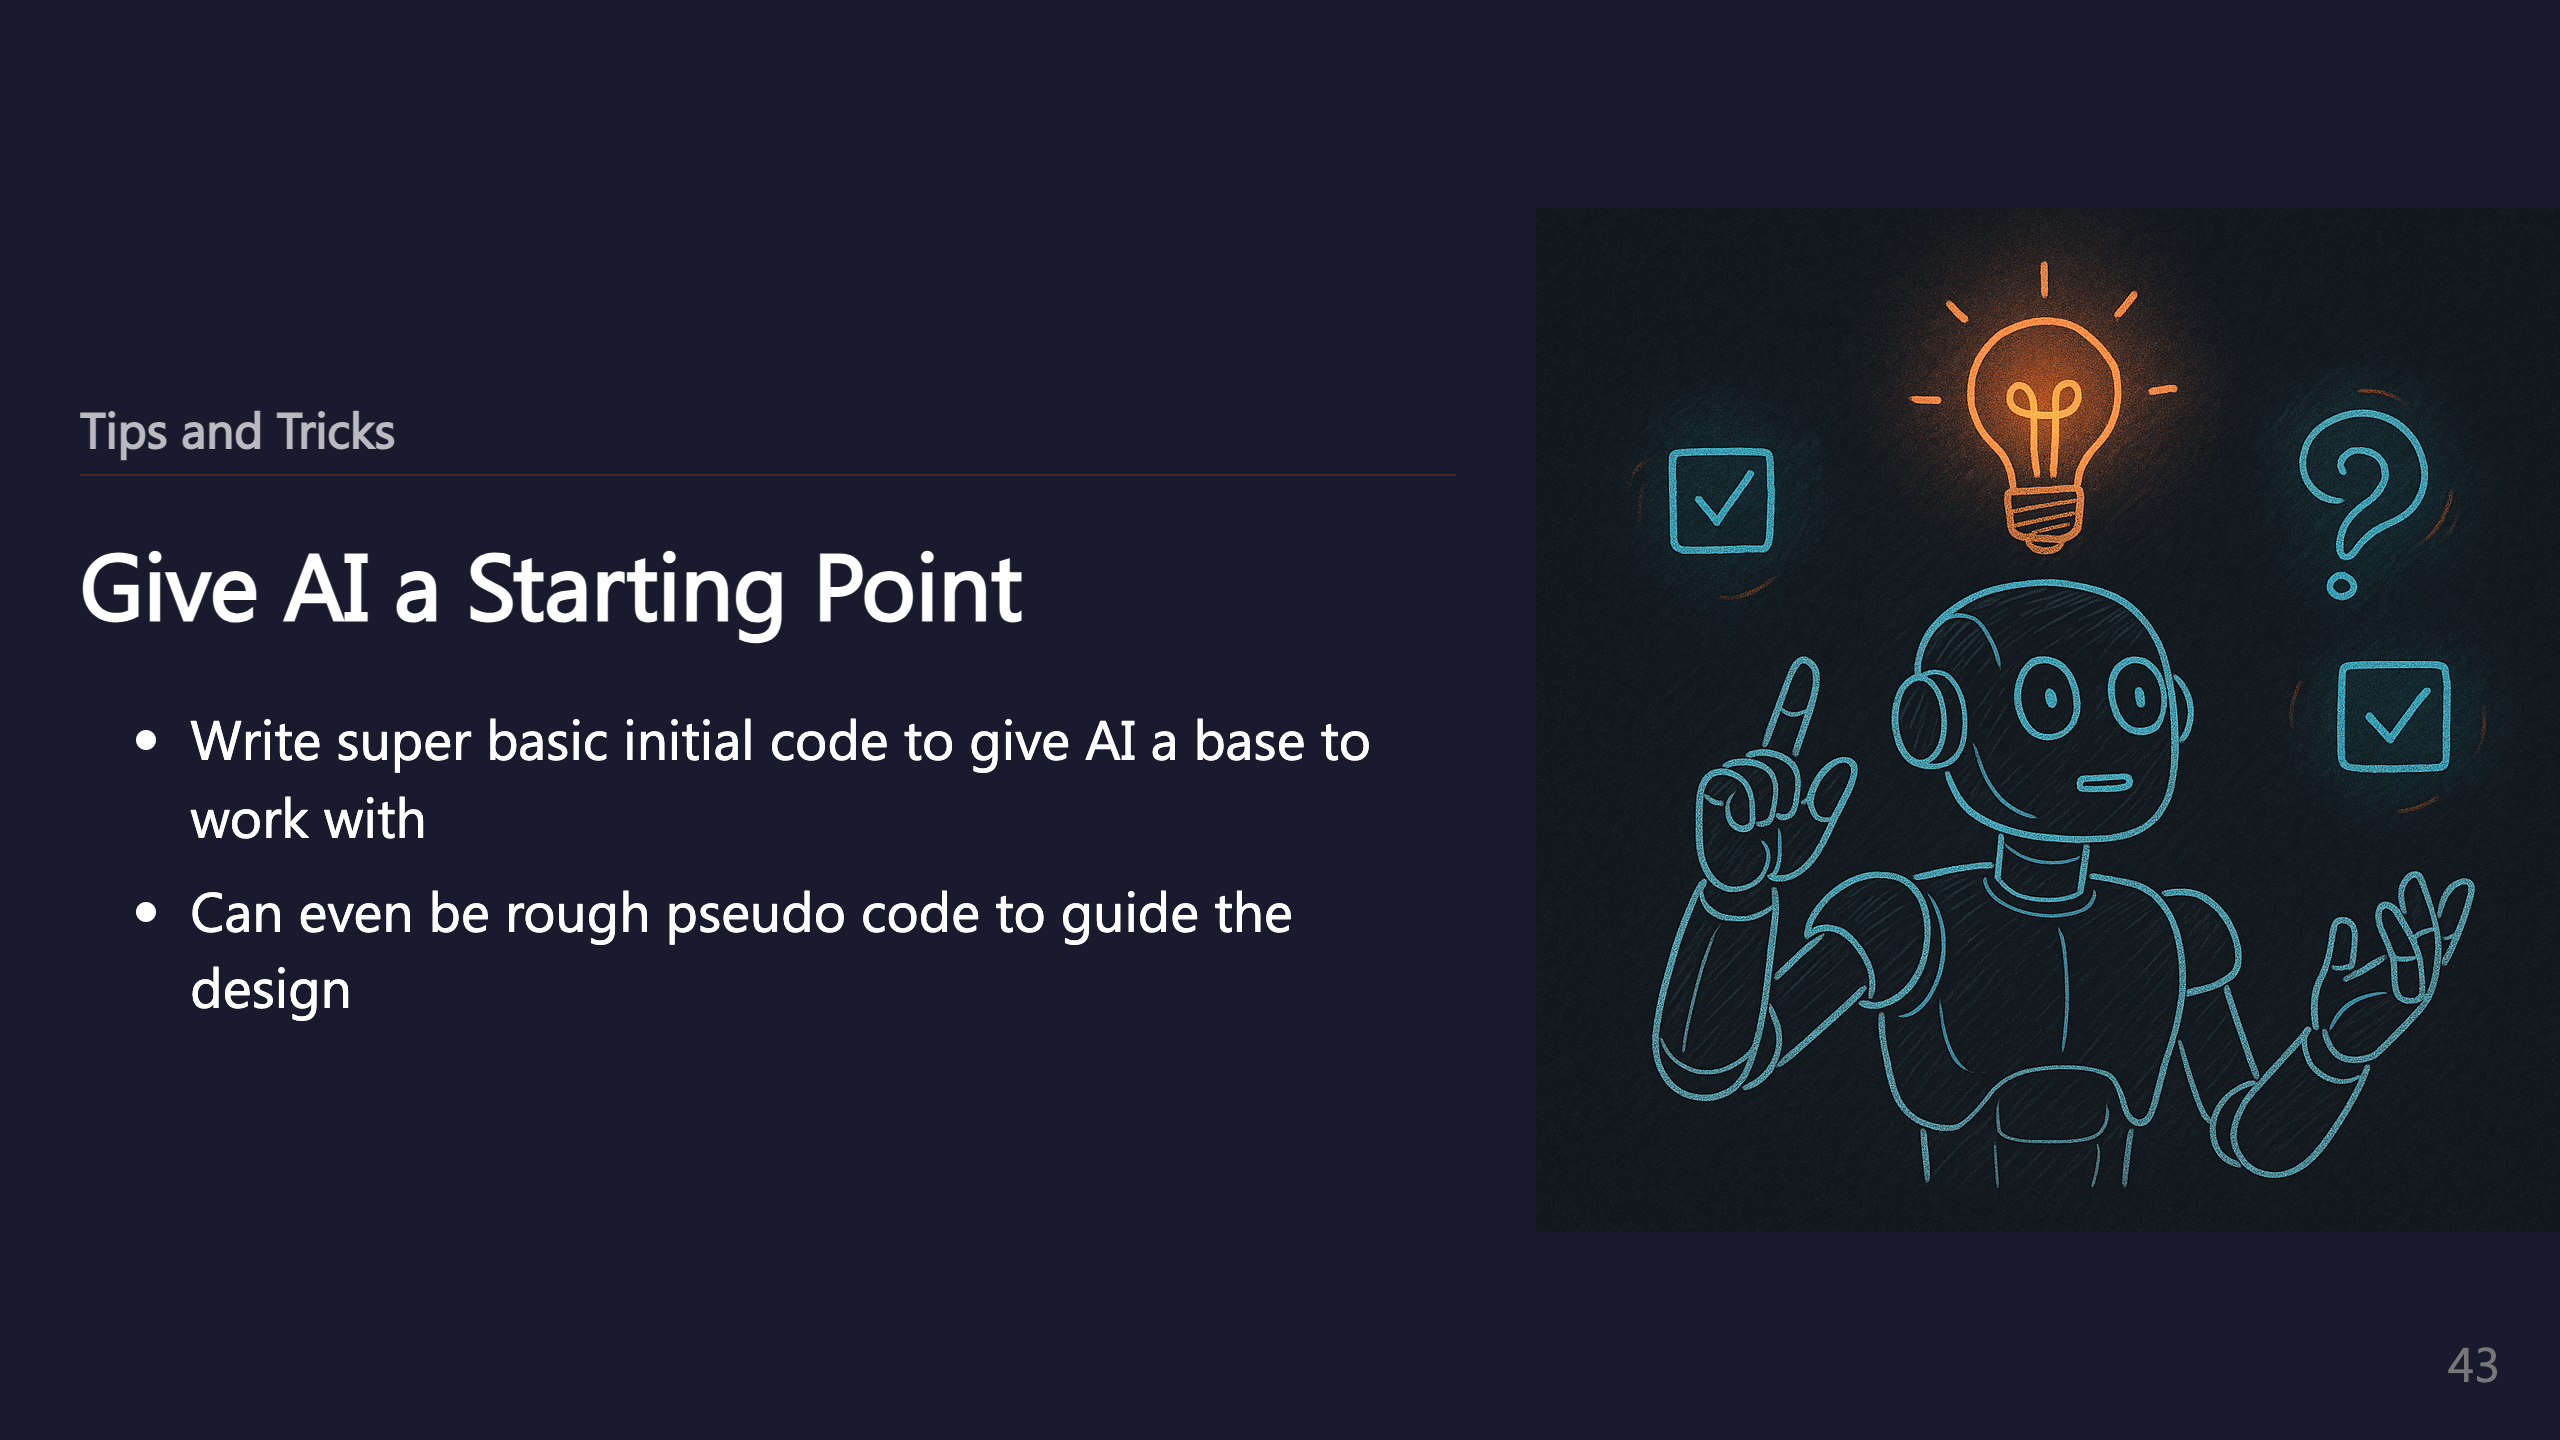 Tips and Tricks
Give AI a Starting Point
• Write super basic initial code to give AI a base to
work with
• Can even be rough pseudo code to guide the
design
43